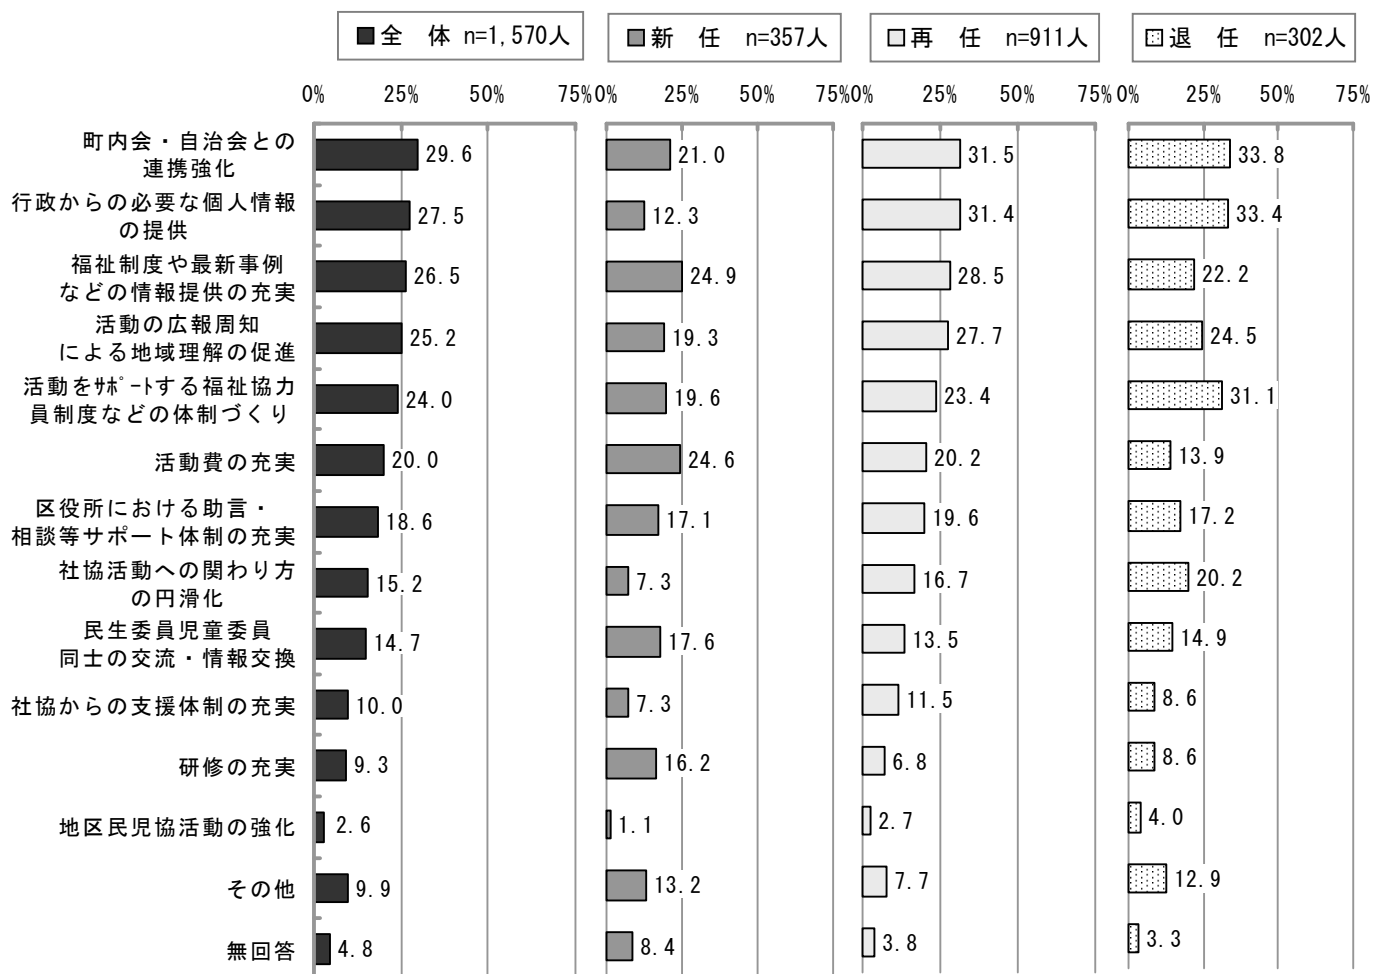 全　体 n=1,570人
新　任　n=357人
再　任　n=911人
退　任　n=302人
0% 25% 50% 75% 0% 25% 50% 75% 0% 25% 50% 75% 0% 25% 50% 75%
町内会・自治会との
連携強化
29.6 21.0 31.5 33.8
行政からの必要な個人情報
の提供
27.5 12.3 31.4 33.4
福祉制度や最新事例
などの情報提供の充実
26.5 24.9 28.5 22.2
活動の広報周知
による地域理解の促進
25.2 19.3 27.7 24.5
活動をｻﾎﾟｰﾄする福祉協力
員制度などの体制づくり
24.0 19.6 23.4 31.1
活動費の充実
20.0 24.6 20.2 13.9
区役所における助言・
相談等サポート体制の充実
18.6 17.1 19.6 17.2
社協活動への関わり方
の円滑化
15.2 7.3 16.7 20.2
民生委員児童委員
同士の交流・情報交換
14.7 17.6 13.5 14.9
社協からの支援体制の充実
10.0 7.3 11.5 8.6
研修の充実
9.3 16.2 6.8 8.6
地区民児協活動の強化
2.6 1.1 2.7 4.0
その他
9.9 13.2 7.7 12.9
無回答
4.8 8.4 3.8 3.3